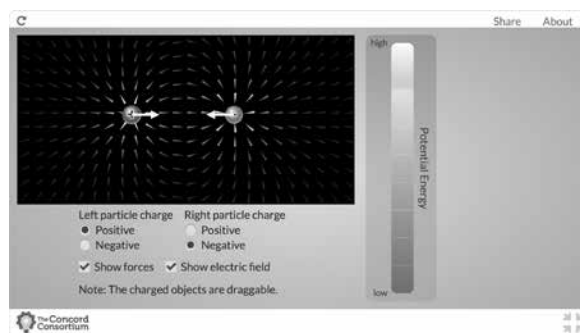 Share About
high
Potential Energy
low
Left particle charge Right particle charge
Positive Positive
Negative Negative
Show forces Show electric field
Note: The charged objects are draggable.
The Concord
Consortium